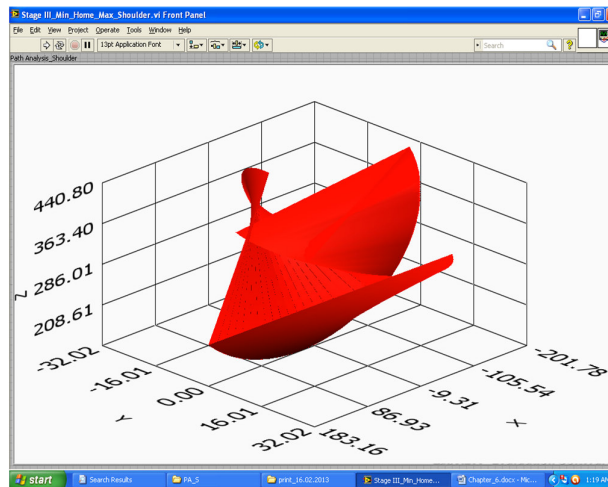 Stage III_Min_Home_Max_Shoulder.vi Front Panel
File Edit View Project Operate Tools Window Help
13pt Application Font
Search
Path Analysis_Shoulder
440.80
363.40
286.01
208.61
Z
-32.02
-16.01
0.00
16.01
32.02
Y
-201.78
-105.54
-9.31
86.93
183.16
X
start
Search Results
PA_S
print_16.02.2013
Stage III_Min_Home...
Chapter_6.docx - Mic...
1:19 AM